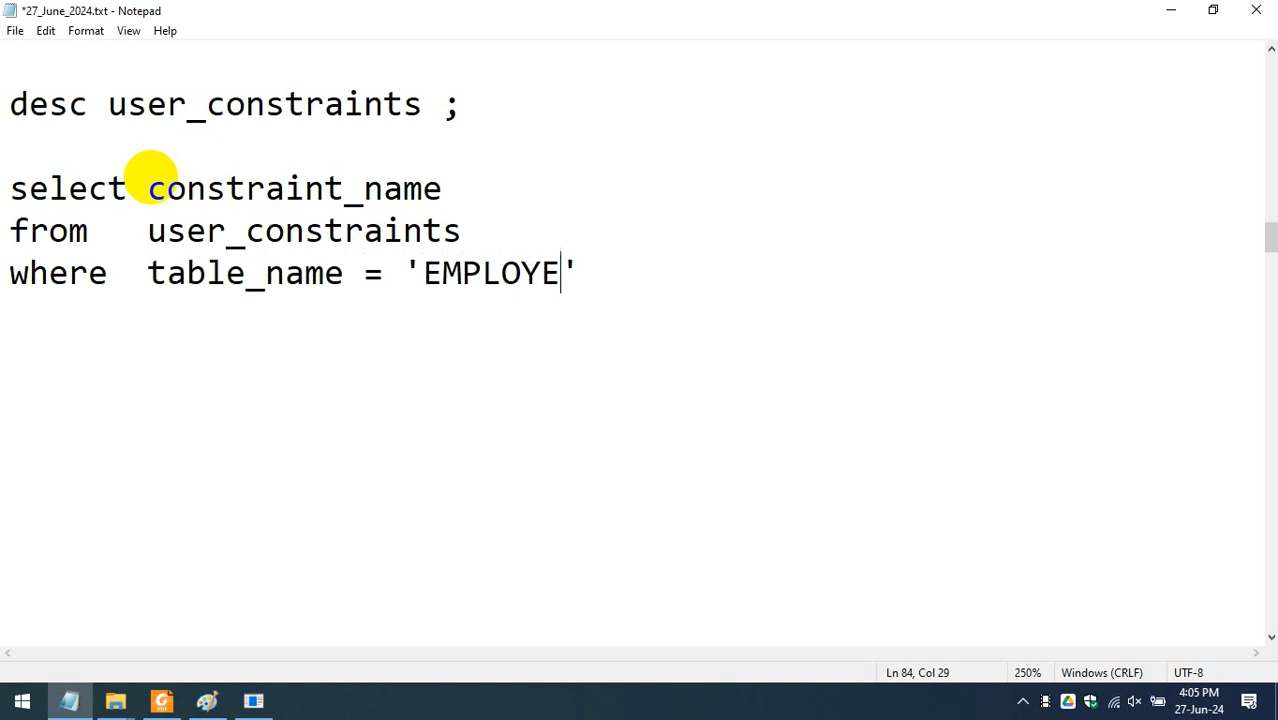 *27_June_2024.txt - Notepad
File Edit Format View Help
desc user_constraints ;
select constraint_name
from user_constraints
where table_name = 'EMPLOYE'
Ln 84, Col 29 250% Windows (CRLF) UTF-8
4:05 PM
27-Jun-24